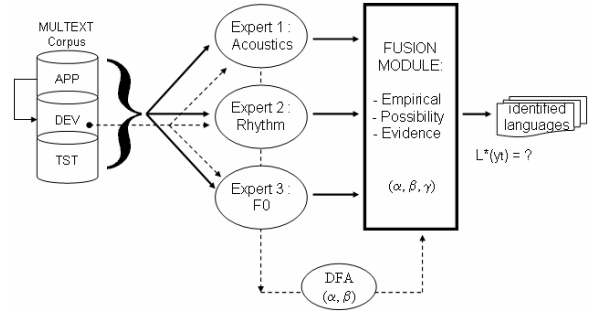 MULTEXT
Corpus
APP
DEV
TST
Expert 1 :
Acoustics
Expert 2 :
Rhythm
Expert 3 :
F0
FUSION
MODULE:
- Empirical
- Possibility
- Evidence
(α, β, γ)
identified
languages
L*(yt) = ?
DFA
(α, β)